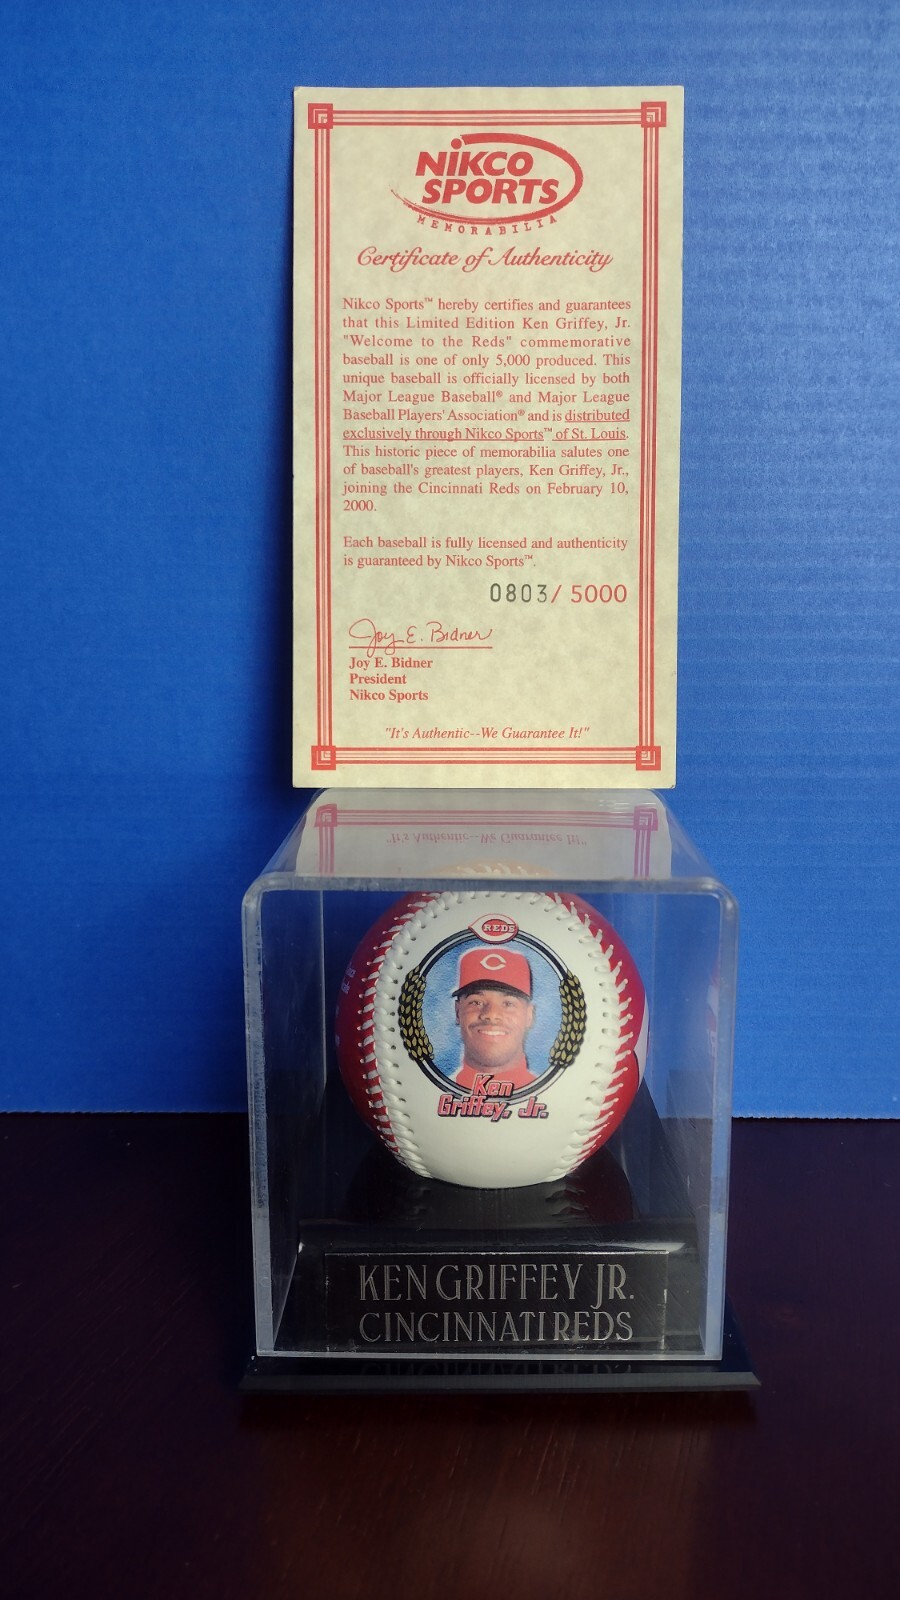 NiKCO
SPORTS
MEMORABILIA
Certificate of Authenticity
Nikco Sports™ hereby certifies and guarantees
that this Limited Edition Ken Griffey, Jr.
"Welcome to the Reds" commemorative
baseball is one of only 5,000 produced. This
unique baseball is officially licensed by both
Major League Baseball® and Major League
Baseball Players' Association® and is distributed
exclusively through Nikco Sports™ of St. Louis.
This historic piece of memorabilia salutes one
of baseball's greatest players, Ken Griffey, Jr.,
joining the Cincinnati Reds on February 10,
2000.
Each baseball is fully licensed and authenticity
is guaranteed by Nikco Sports™.
0803/ 5000
Joy E. Bidner
Joy E. Bidner
President
Nikco Sports
"It's Authentic--We Guarantee It!"
REDS
C
Ken
Griffey, Jr.
KEN GRIFFEY JR.
CINCINNATI REDS